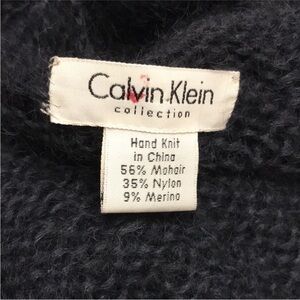 Calvin Klein
collection
Hand Knit
in China
56% Mohair
35% Nylon
9% Merino